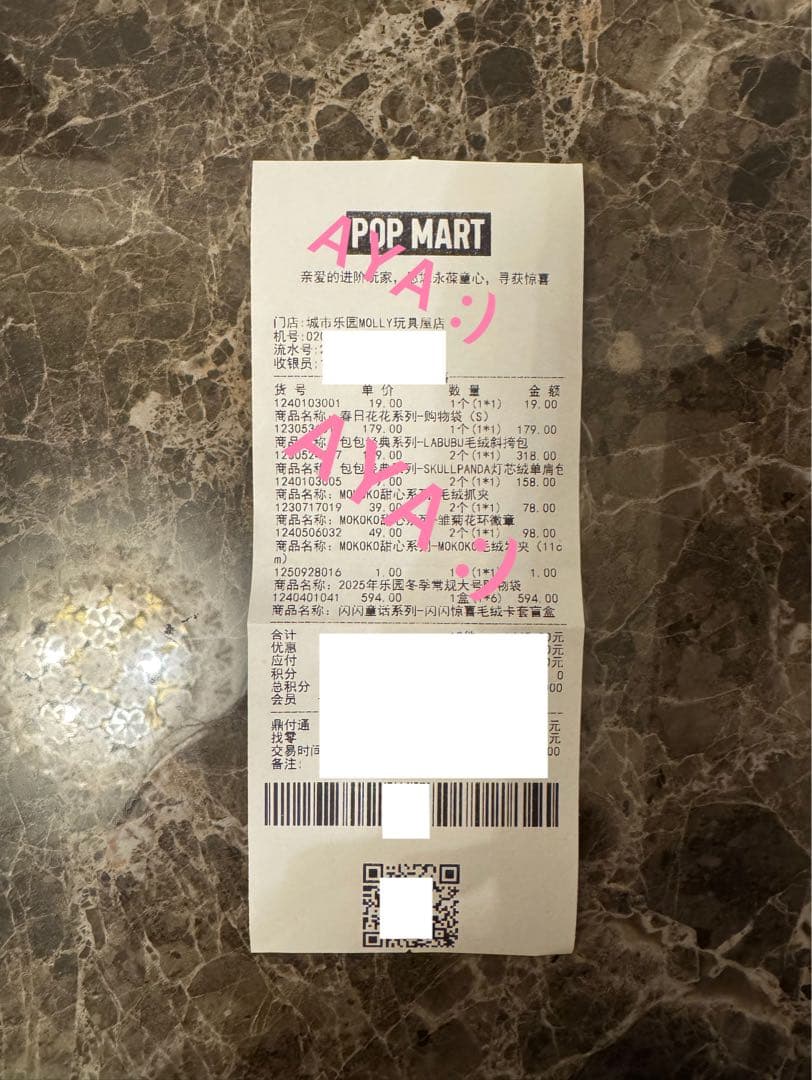 POP MART
亲爱的进阶玩家，永葆童心，寻获惊喜
AYA:)
门店:城市乐园MOLLY玩具屋店
机号:020
流水号:
收银员:
货号 单价 数量 金额
1240103001 19.00 1个(1*1) 19.00
商品名称:春日花花系列-购物袋（S）
179.00 1个(1*1) 179.00
包包经典系列-LABUBU毛绒斜挎包
2个(1*1) 318.00
商品名称: 系列-SKULLPANDA灯芯绒单肩包
AYA:)
2个(1*1) 158.00
商品名称: MOKOKO甜心系列-毛绒抓夹
1230717019 39.00 2个(1*1) 78.00
商品名称: MOKOKO甜心系列-雏菊花环徽章
1240506032 49.00 2个(1*1) 98.00
商品名称: MOKOKO甜心系列-MOKOKO毛绒发夹（11c
m）
1250928016 1.00 (1*1) 1.00
商品名称: 2025年乐园冬季常规大号购物袋
1240401041 594.00 1盒(1*6) 594.00
商品名称: 闪闪童话系列-闪闪惊喜毛绒卡套盲盒
合计 元
优惠 元
应付 元
积分 0
总积分 00
会员
鼎付通 00
找零 元
交易时间 00
备注: